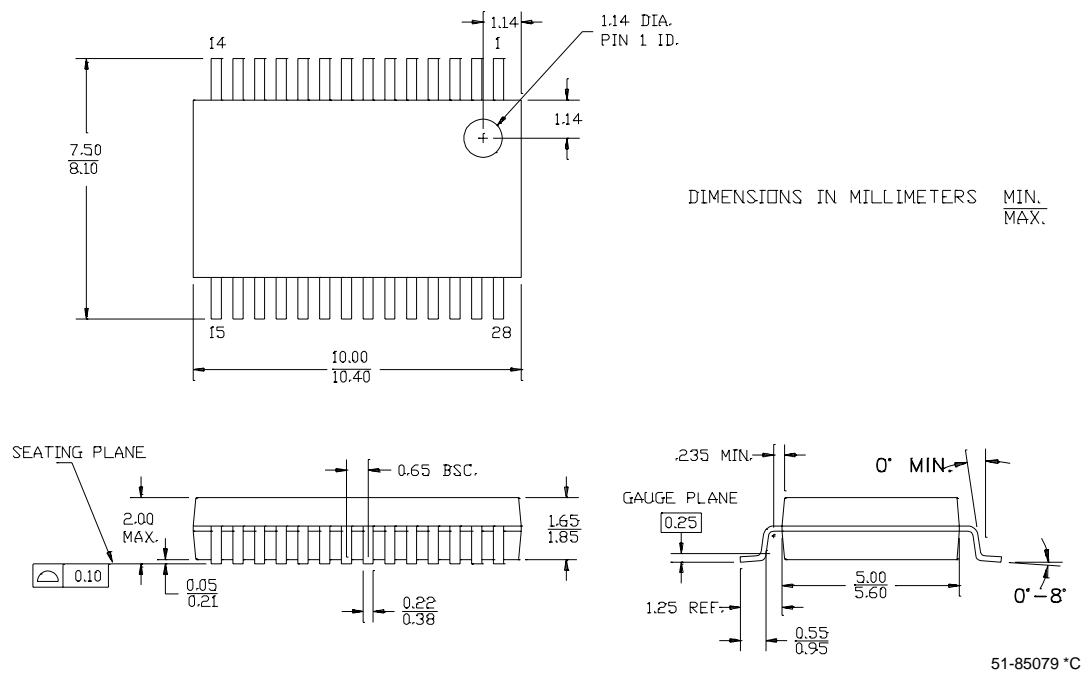 1.14
1.14 DIA.
PIN 1 ID.
14
1
1.14
7.50
8.10
DIMENSIONS IN MILLIMETERS MIN.
MAX.
15
28
10.00
10.40
SEATING PLANE
0.65 BSC.
.235 MIN.
0° MIN.
GAUGE PLANE
0.25
2.00
MAX.
1.65
1.85
0.10
0.05
0.21
0.22
0.38
1.25 REF.
5.00
5.60
0°-8°
0.55
0.95
51-85079 *C